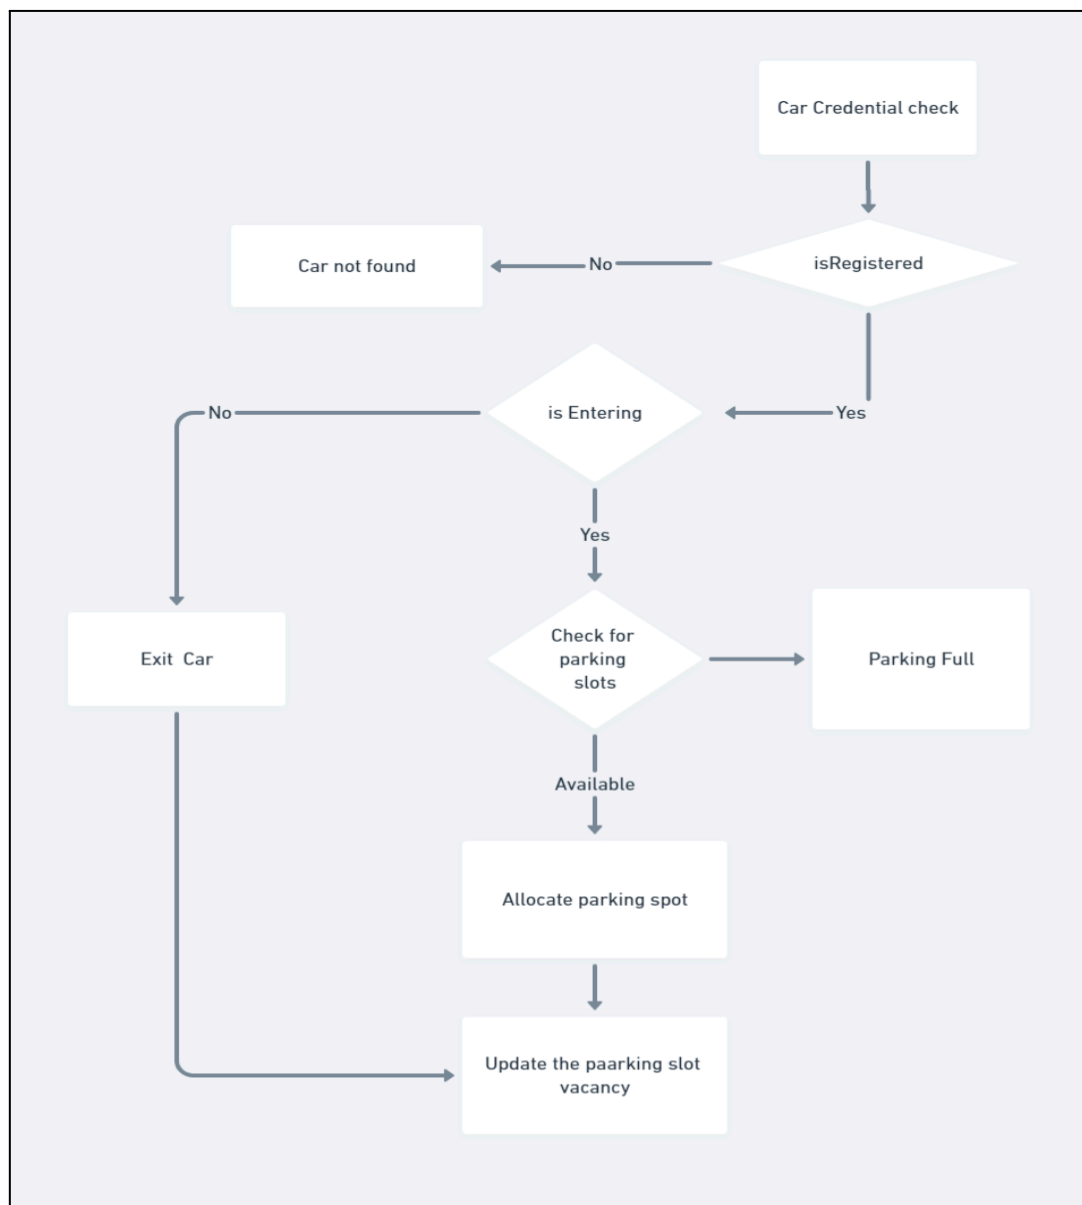 Car Credential check
isRegistered
No
Car not found
Yes
is Entering
No
Yes
Check for
parking
slots
Parking Full
Exit Car
Available
Allocate parking spot
Update the paarking slot
vacancy